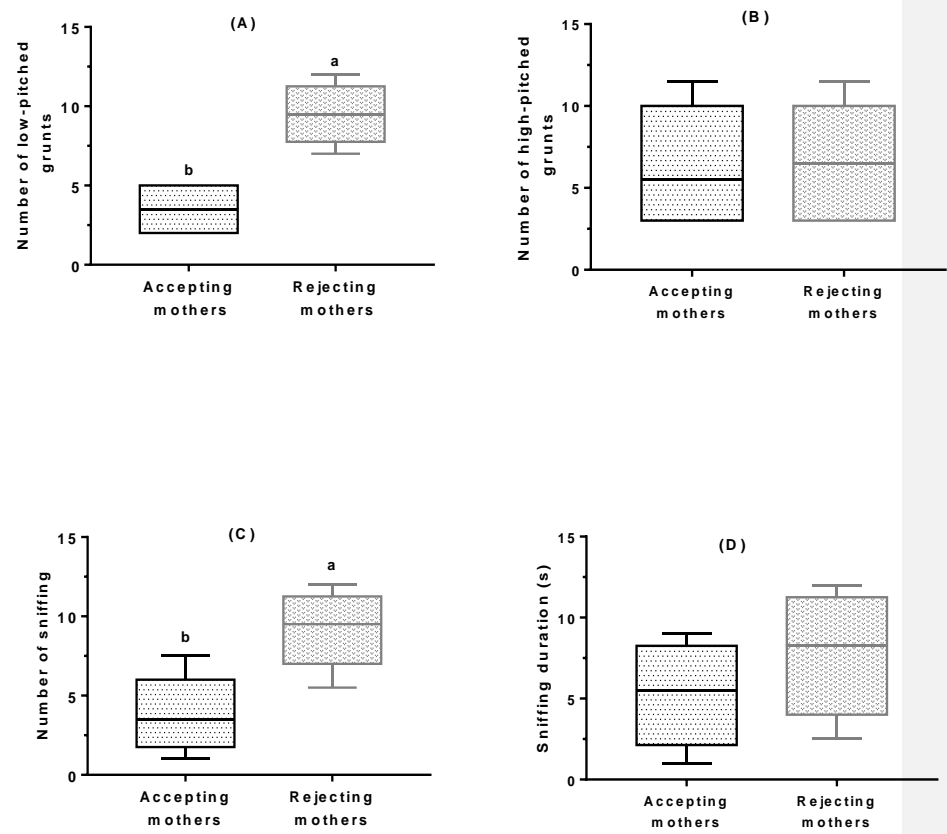 (A)
Number of low-pitched
grunts
15
10
5
0
b
a
Accepting
mothers
Rejecting
mothers
(B)
Number of high-pitched
grunts
15
10
5
0
Accepting
mothers
Rejecting
mothers
(C)
Number of sniffing
15
10
5
0
b
a
Accepting
mothers
Rejecting
mothers
(D)
Sniffing duration (s)
15
10
5
0
Accepting
mothers
Rejecting
mothers